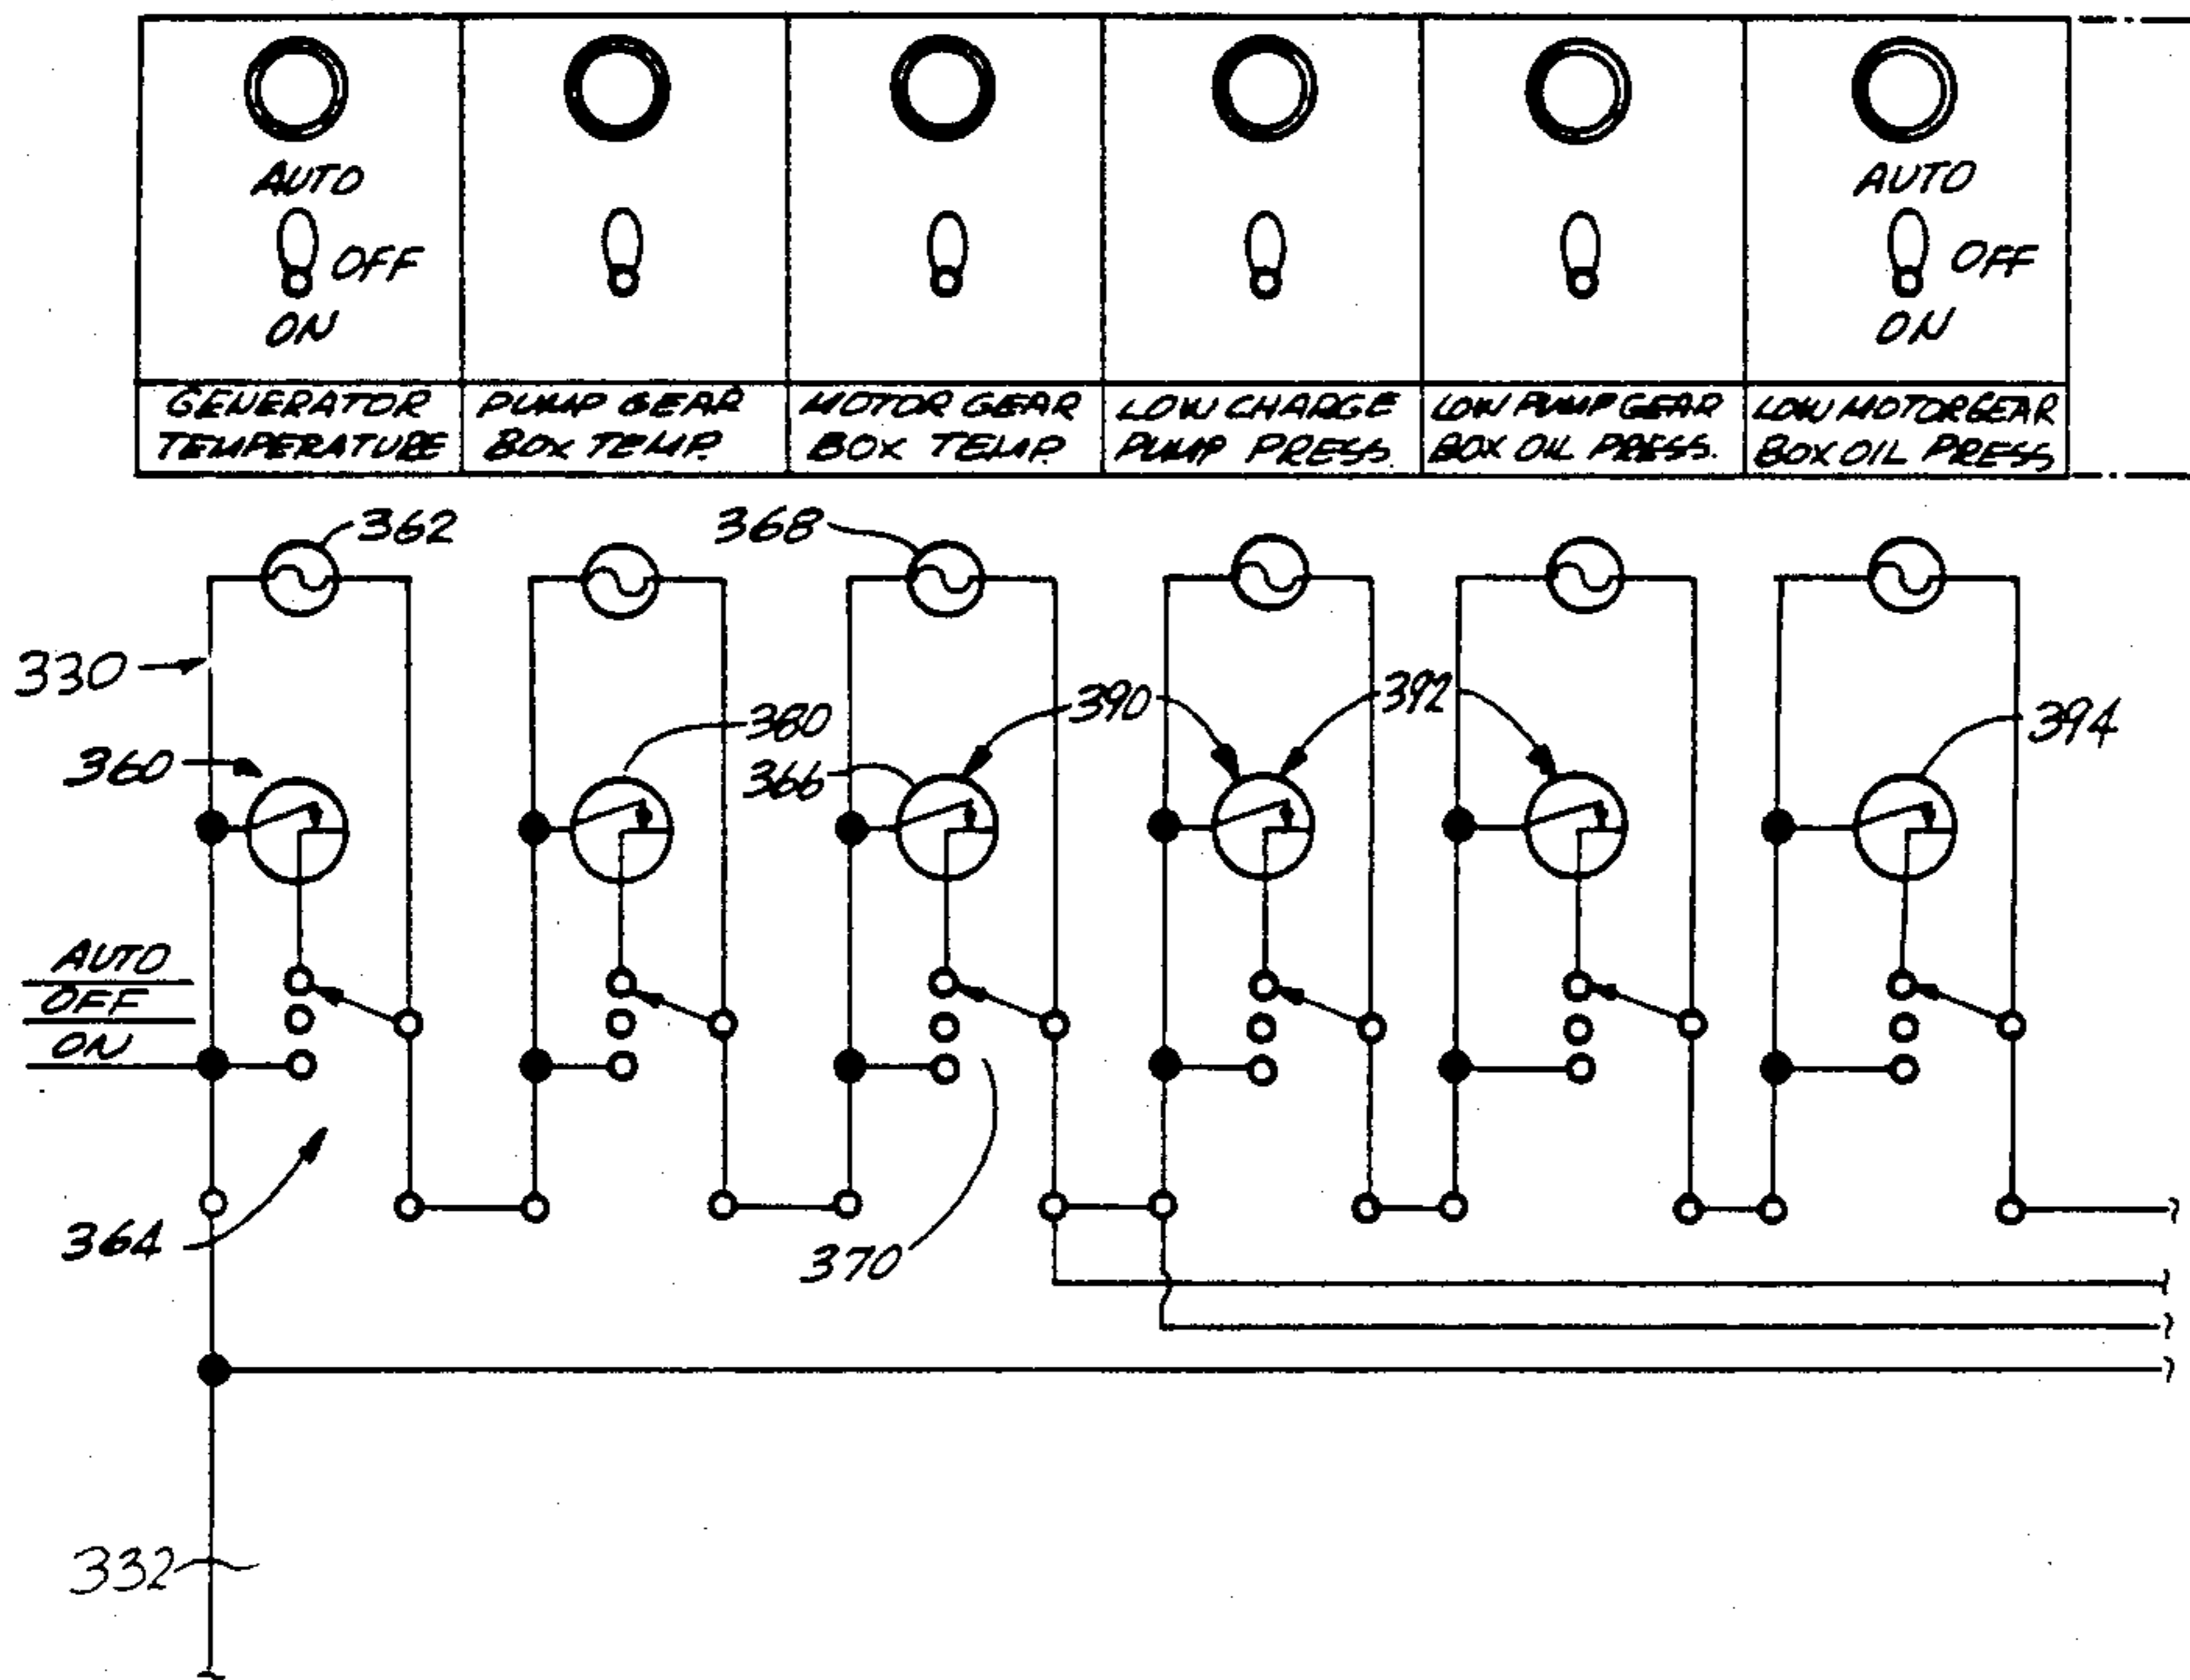 AUTO
OFF
ON
AUTO
OFF
ON
GENERATOR TEMPERATURE
PUMP GEAR BOX TEMP.
MOTOR GEAR BOX TEMP.
LOW CHARGE PUMP PRESS.
LOW PUMP GEAR BOX OIL PRESS.
LOW MOTOR GEAR BOX OIL PRESS
362
368
330
380
390
392
394
360
366
AUTO
OFF
ON
364
370
332